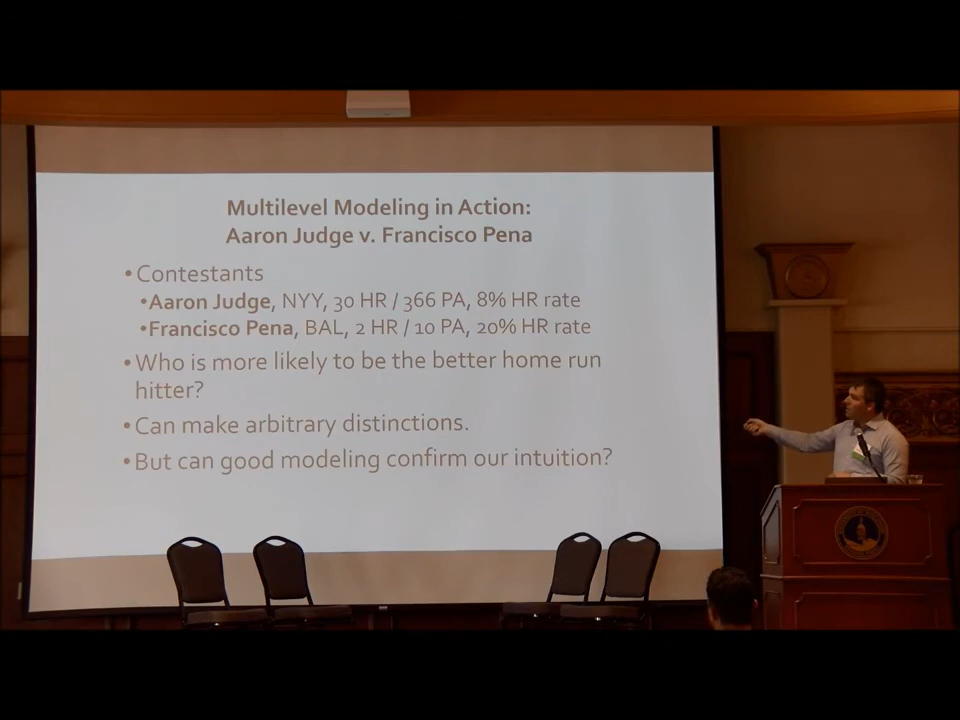 Multilevel Modeling in Action:
Aaron Judge v. Francisco Pena
•Contestants
•Aaron Judge, NYY, 30 HR / 366 PA, 8% HR rate
•Francisco Pena, BAL, 2 HR / 10 PA, 20% HR rate
•Who is more likely to be the better home run
hitter?
•Can make arbitrary distinctions.
•But can good modeling confirm our intuition?